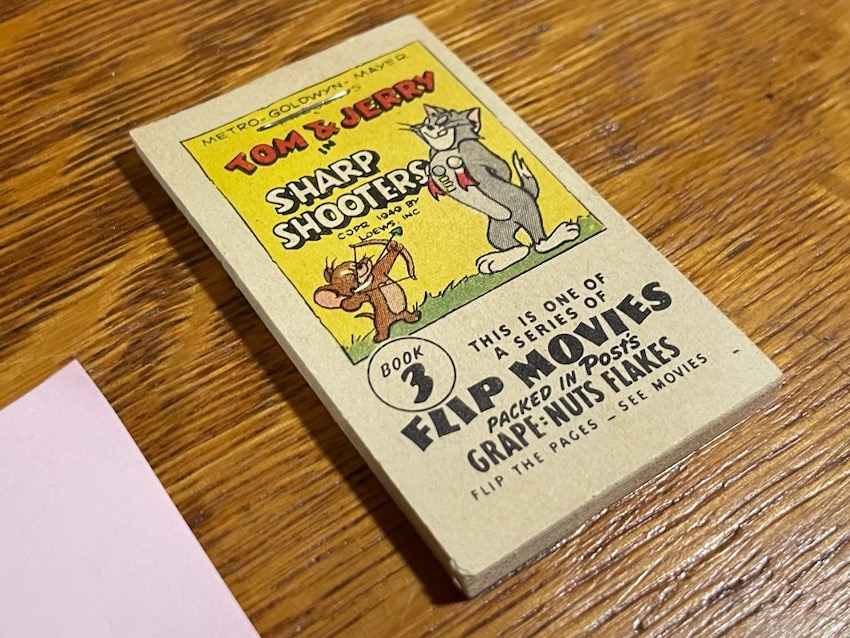 METRO-GOLDWYN-MAYER
TOM & JERRY
IN
SHARP
SHOOTERS
COPR 1949 BY
LOEWS. INC
BOOK
3
THIS IS ONE OF
A SERIES OF
FLIP MOVIES
PACKED IN Post's
GRAPE=NUTS FLAKES
FLIP THE PAGES – SEE MOVIES